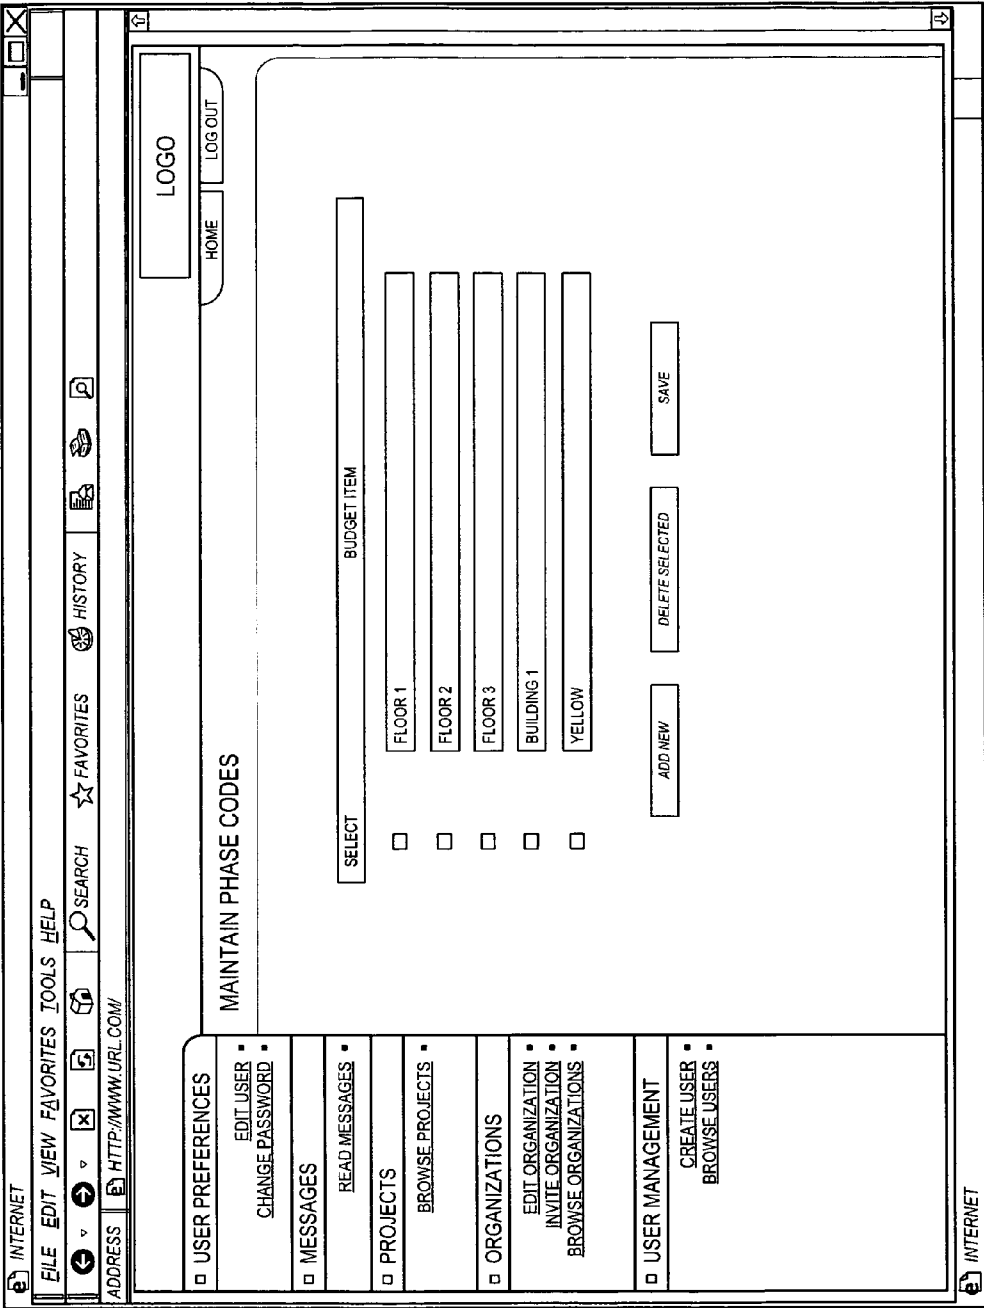 INTERNET
FILE EDIT VIEW FAVORITES TOOLS HELP
SEARCH FAVORITES HISTORY
ADDRESS HTTP://WWW.URL.COM/
LOGO
HOME LOG OUT
USER PREFERENCES
EDIT USER
CHANGE PASSWORD
MESSAGES
READ MESSAGES
PROJECTS
BROWSE PROJECTS
ORGANIZATIONS
EDIT ORGANIZATION
INVITE ORGANIZATION
BROWSE ORGANIZATIONS
USER MANAGEMENT
CREATE USER
BROWSE USERS
MAINTAIN PHASE CODES
SELECT BUDGET ITEM
FLOOR 1
FLOOR 2
FLOOR 3
BUILDING 1
YELLOW
ADD NEW DELETE SELECTED SAVE
INTERNET